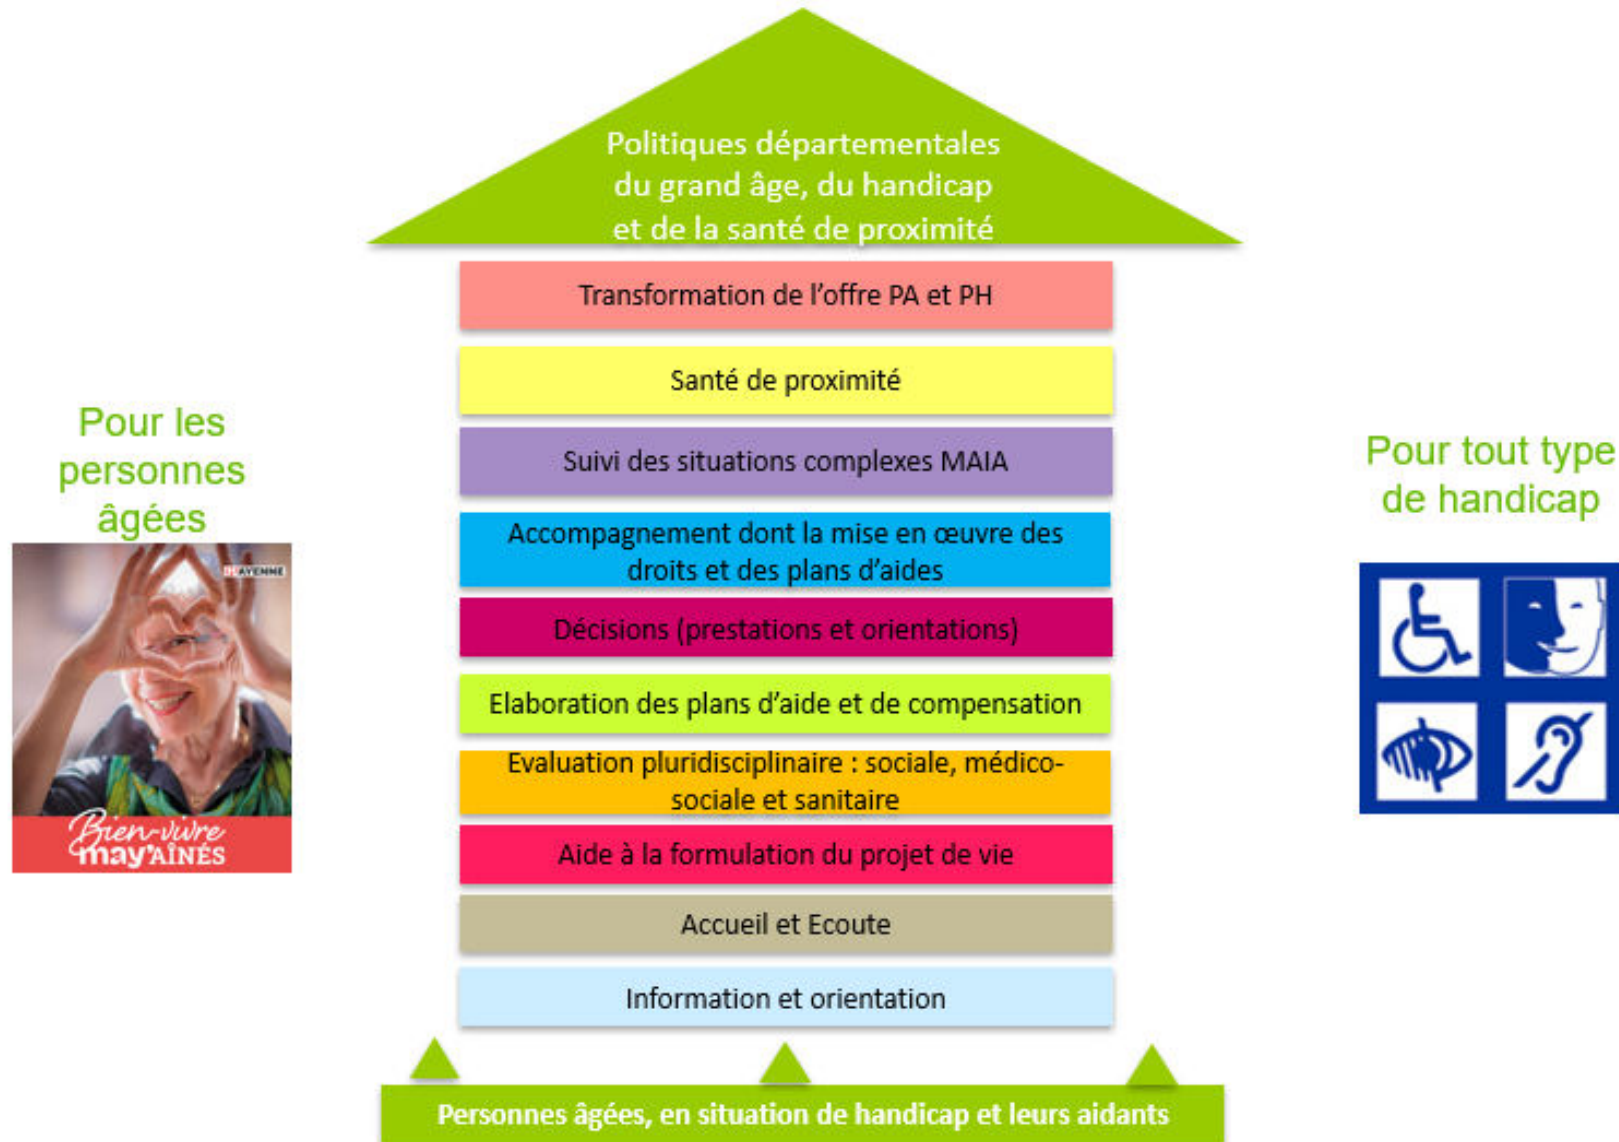 Politiques départementales
du grand âge, du handicap
et de la santé de proximité
Transformation de l'offre PA et PH
Santé de proximité
Suivi des situations complexes MAIA
Accompagnement dont la mise en œuvre des
droits et des plans d'aides
Décisions (prestations et orientations)
Elaboration des plans d'aide et de compensation
Evaluation pluridisciplinaire : sociale, médico-
sociale et sanitaire
Aide à la formulation du projet de vie
Accueil et Ecoute
Information et orientation
Personnes âgées, en situation de handicap et leurs aidants
Pour les
personnes
âgées
MAYENNE
Bien-vivre
may'AÎNÉS
Pour tout type
de handicap